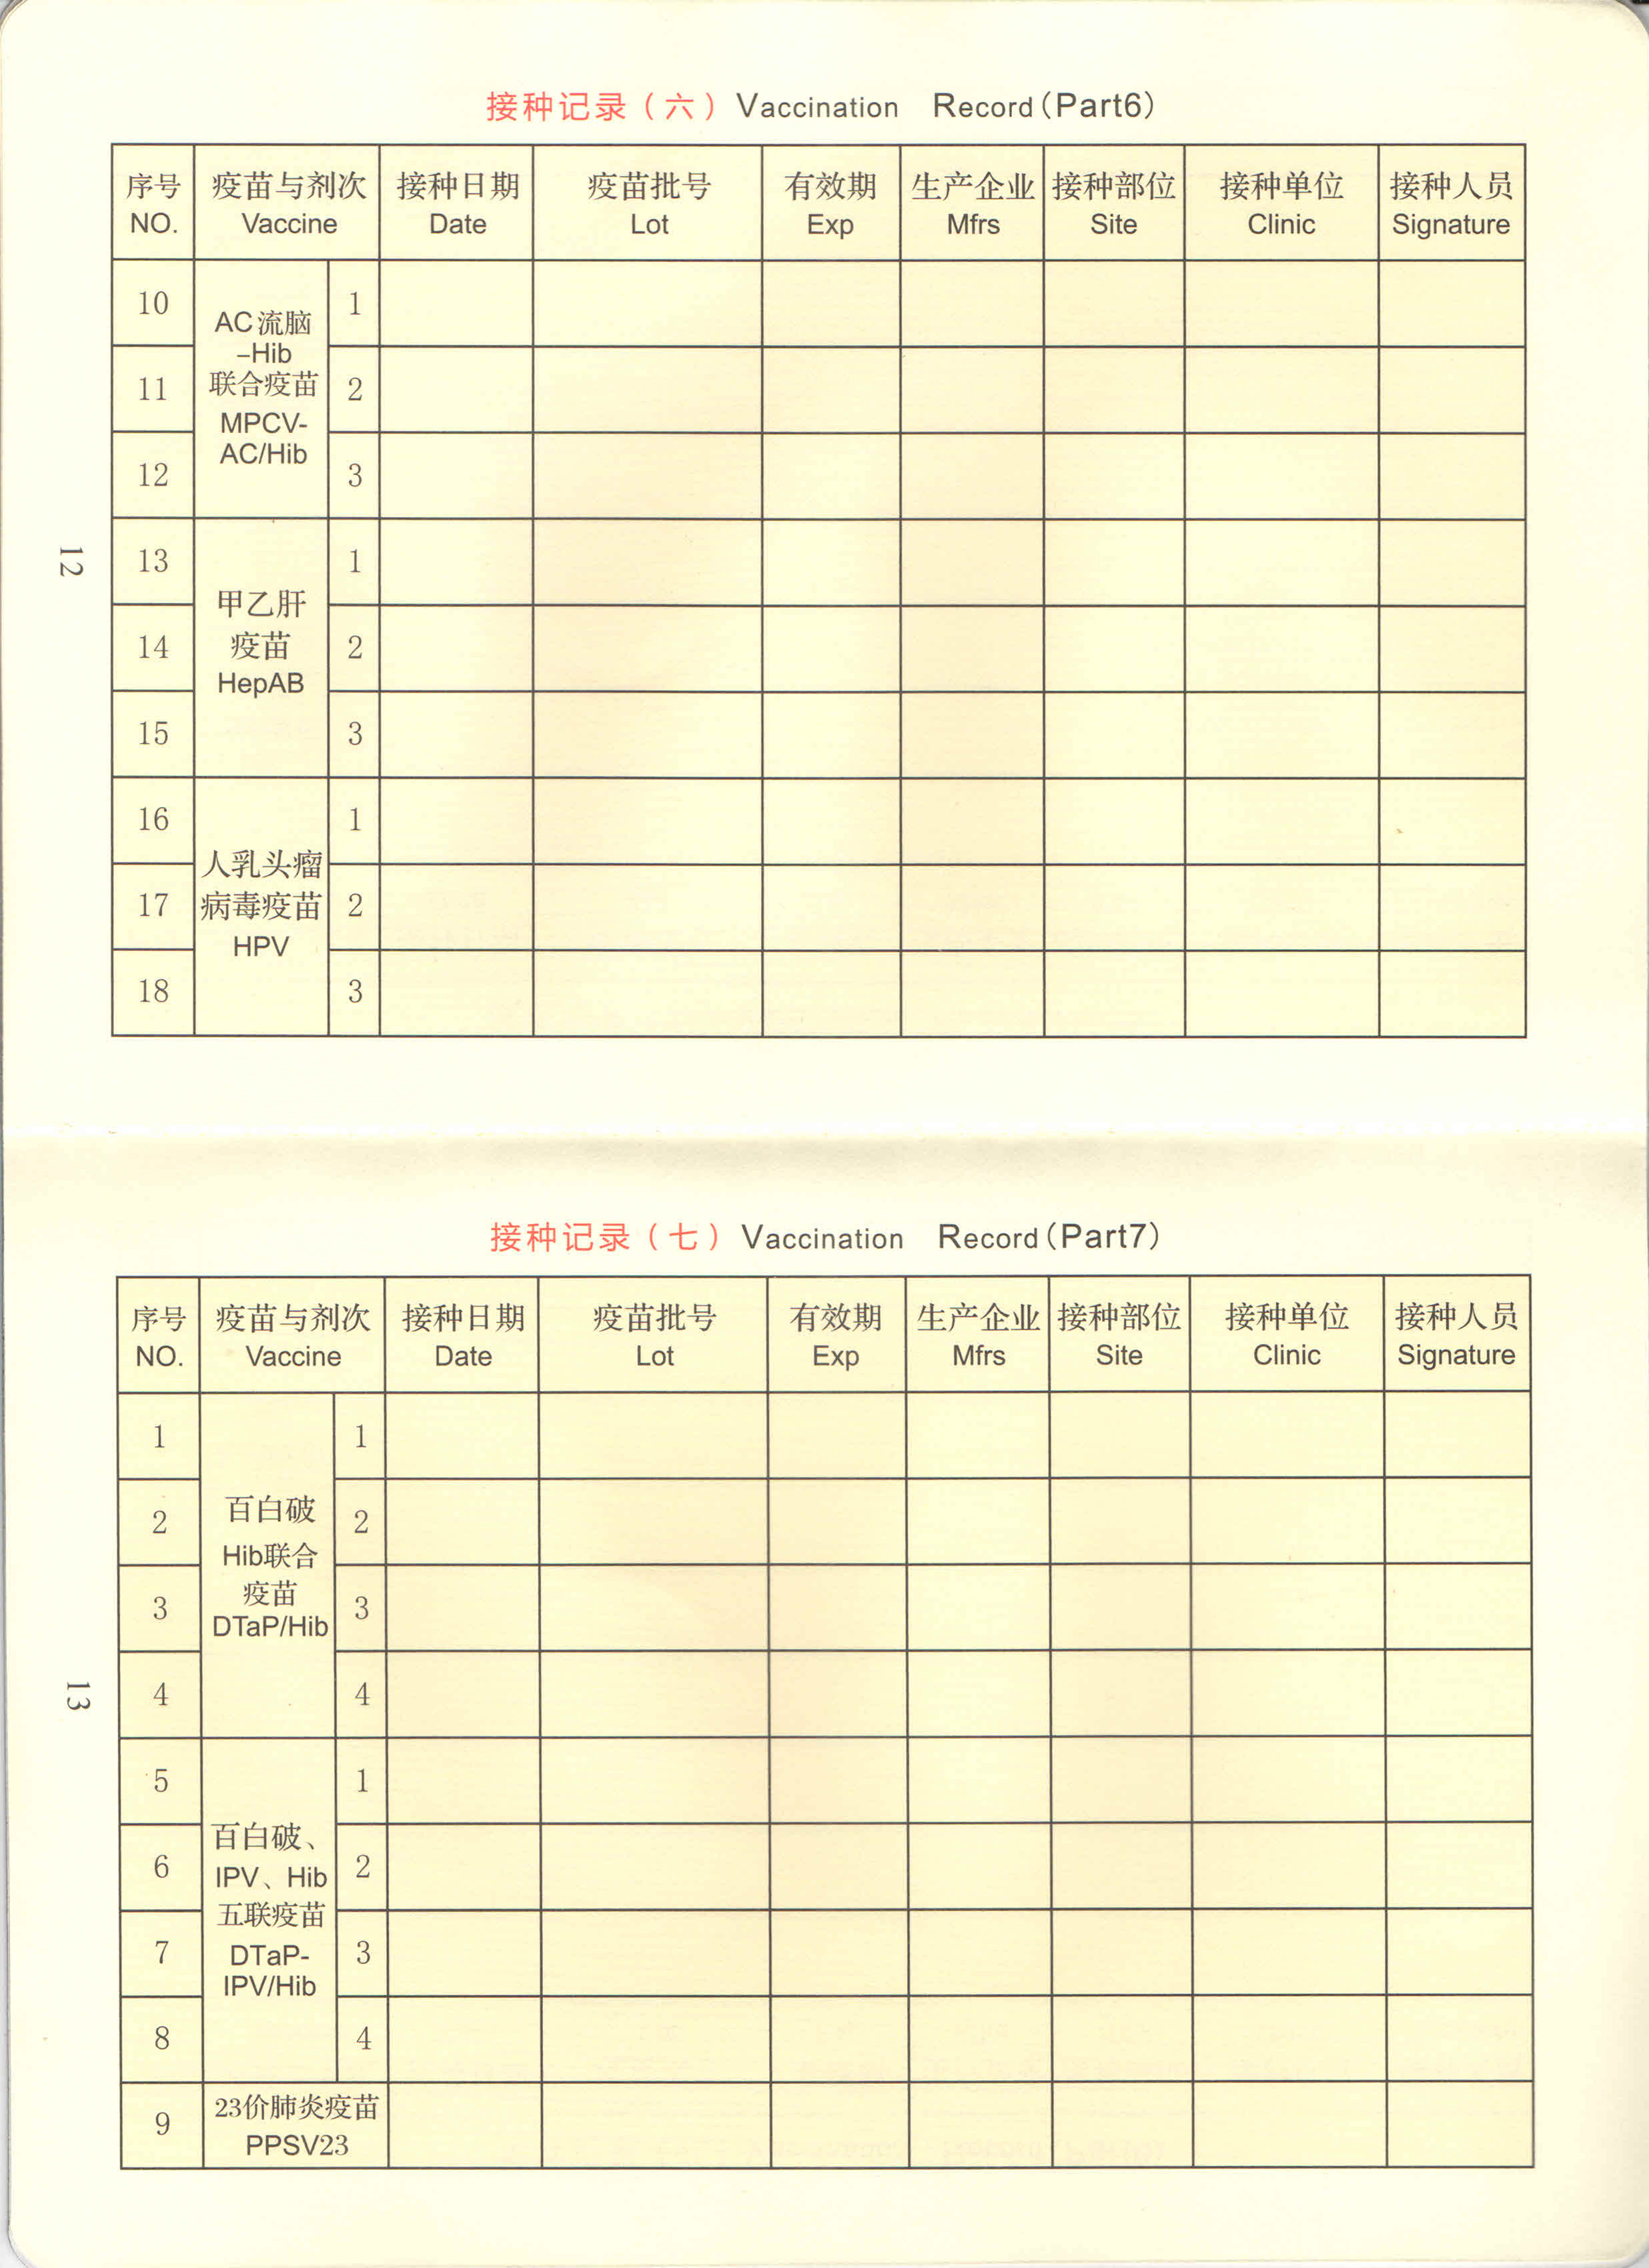 接种记录（六）Vaccination Record（Part6）
序号 疫苗与剂次 接种日期 疫苗批号 有效期 生产企业 接种部位 接种单位 接种人员
NO. Vaccine Date Lot Exp Mfrs Site Clinic Signature
10 1
AC流脑
-Hib
11 联合疫苗 2
MPCV-
AC/Hib
12 3
13 1
甲乙肝
14 疫苗 2
HepAB
15 3
16 1
人乳头瘤
17 病毒疫苗 2
HPV
18 3
12
接种记录（七）Vaccination Record（Part7）
序号 疫苗与剂次 接种日期 疫苗批号 有效期 生产企业 接种部位 接种单位 接种人员
NO. Vaccine Date Lot Exp Mfrs Site Clinic Signature
1 1
百白破
2 2
Hib联合
疫苗
3 3
DTaP/Hib
4 4
5 1
百白破、
6 IPV、Hib 2
五联疫苗
7 DTaP- 3
IPV/Hib
8 4
23价肺炎疫苗
9
PPSV23
13